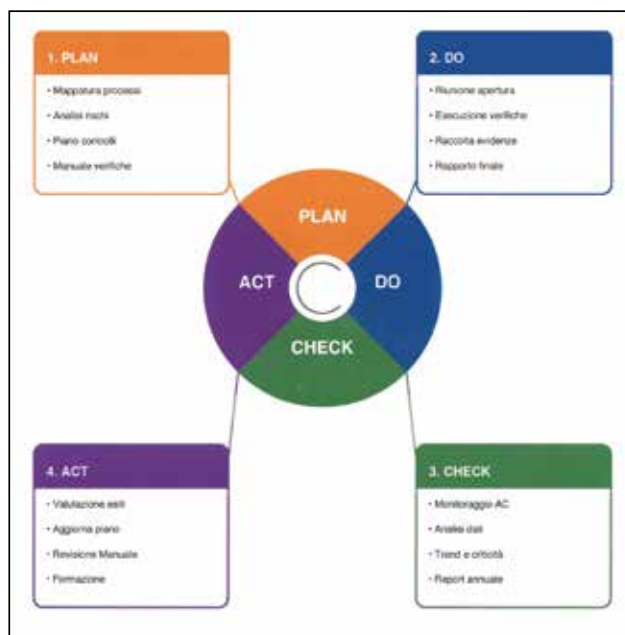 1. PLAN
• Mappatura processi
• Analisi rischi
• Piano controlli
• Manuale verifiche
2. DO
• Riunione apertura
• Esecuzione verifiche
• Raccolta evidenze
• Rapporto finale
PLAN
ACT
DO
CHECK
4. ACT
• Valutazione esiti
• Aggiorna piano
• Revisione Manuale
• Formazione
3. CHECK
• Monitoraggio AC
• Analisi dati
• Trend e criticità
• Report annuale